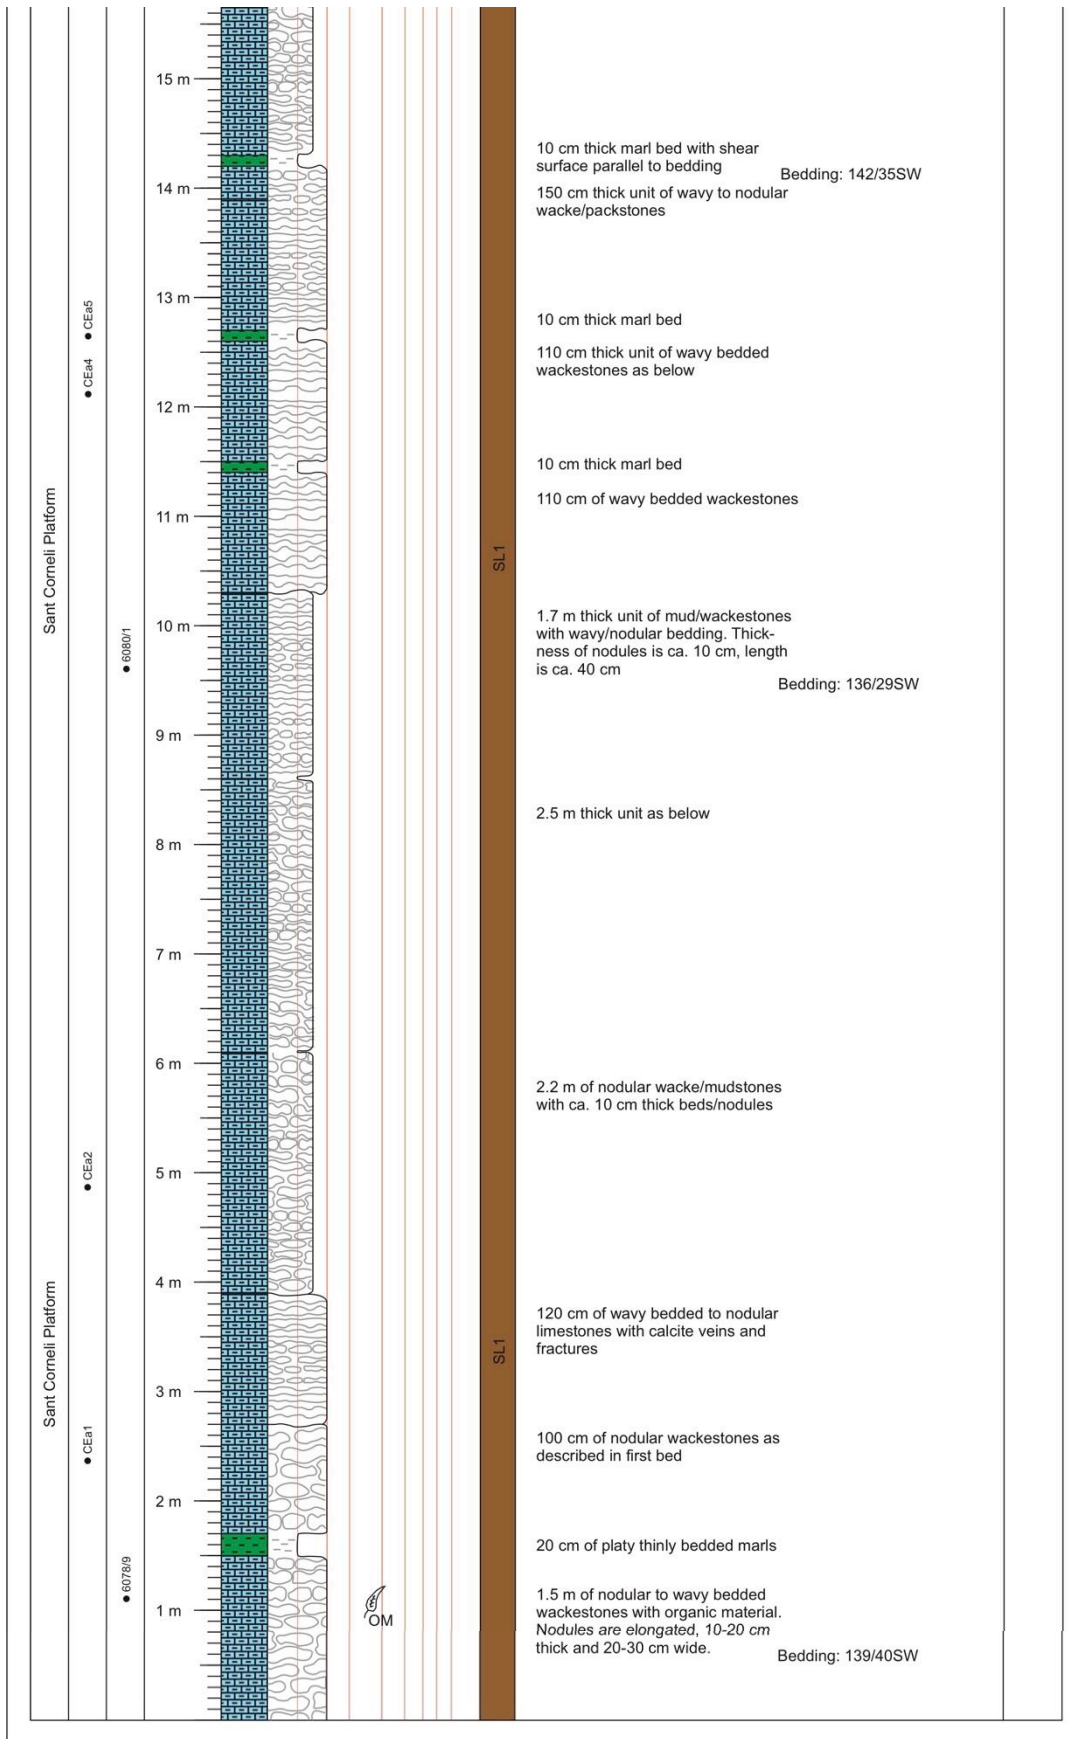 15 m
10 cm thick marl bed with shear
surface parallel to bedding
Bedding: 142/35SW
14 m
150 cm thick unit of wavy to nodular
wacke/packstones
13 m
CEa5
10 cm thick marl bed
110 cm thick unit of wavy bedded
wackestones as below
CEa4
12 m
10 cm thick marl bed
110 cm of wavy bedded wackestones
11 m
Sant Corneli Platform
SL1
10 m
1.7 m thick unit of mud/wackestones
with wavy/nodular bedding. Thick-
ness of nodules is ca. 10 cm, length
is ca. 40 cm
6080/1
Bedding: 136/29SW
9 m
2.5 m thick unit as below
8 m
7 m
6 m
2.2 m of nodular wacke/mudstones
with ca. 10 cm thick beds/nodules
CEa2
5 m
4 m
120 cm of wavy bedded to nodular
limestones with calcite veins and
fractures
Sant Corneli Platform
SL1
3 m
CEa1
100 cm of nodular wackestones as
described in first bed
2 m
20 cm of platy thinly bedded marls
6078/9
1 m
OM
1.5 m of nodular to wavy bedded
wackestones with organic material.
Nodules are elongated, 10-20 cm
thick and 20-30 cm wide.
Bedding: 139/40SW